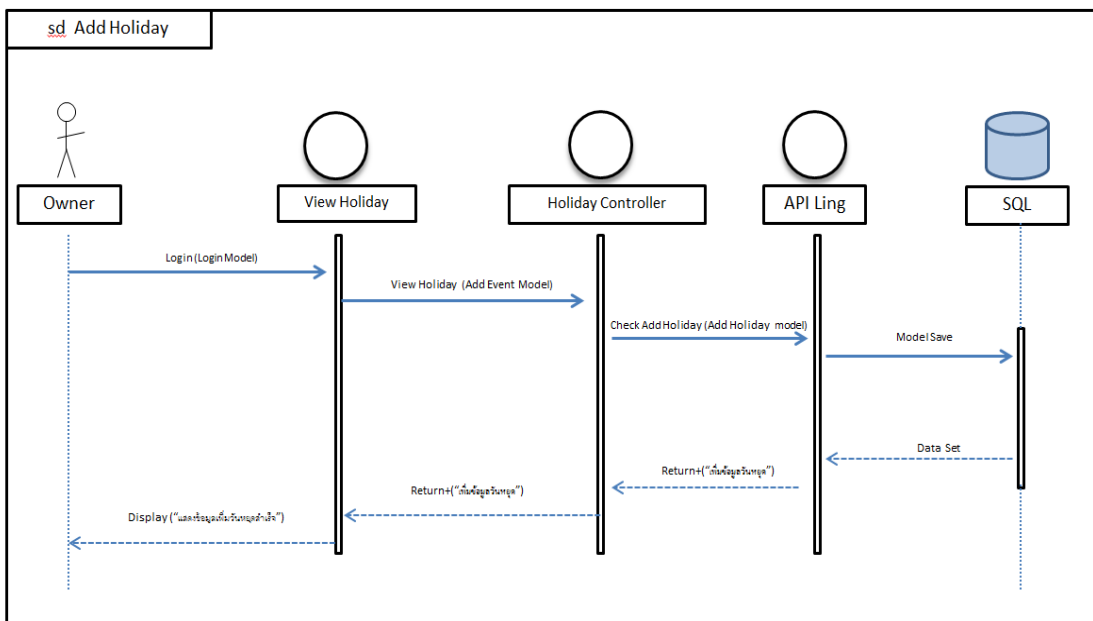 sd Add Holiday
Owner
View Holiday
Holiday Controller
API Ling
SQL
Login (Login Model)
View Holiday (Add Event Model)
Check Add Holiday (Add Holiday model)
Model Save
Data Set
Return+(“เพิ่มข้อมูลวันหยุด”)
Return+(“เพิ่มข้อมูลวันหยุด”)
Display (“แสดงข้อมูลเพิ่มวันหยุดสำเร็จ”)